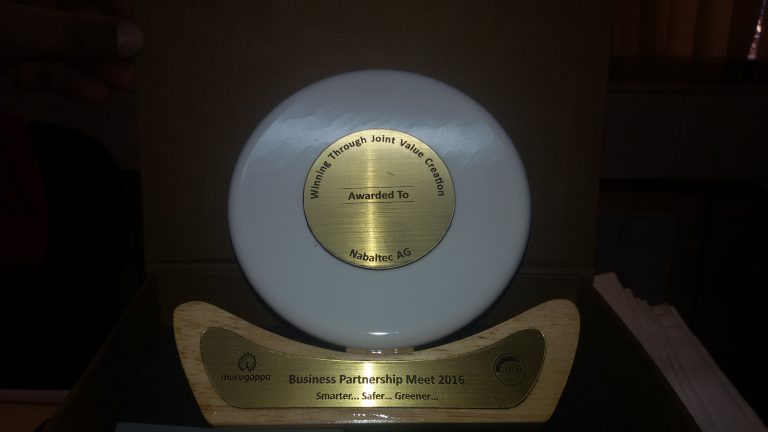 Winning Through Joint Value Creation
Awarded To
Nabaltec AG
murugappa
Business Partnership Meet 2016
Smarter... Safer... Greener...